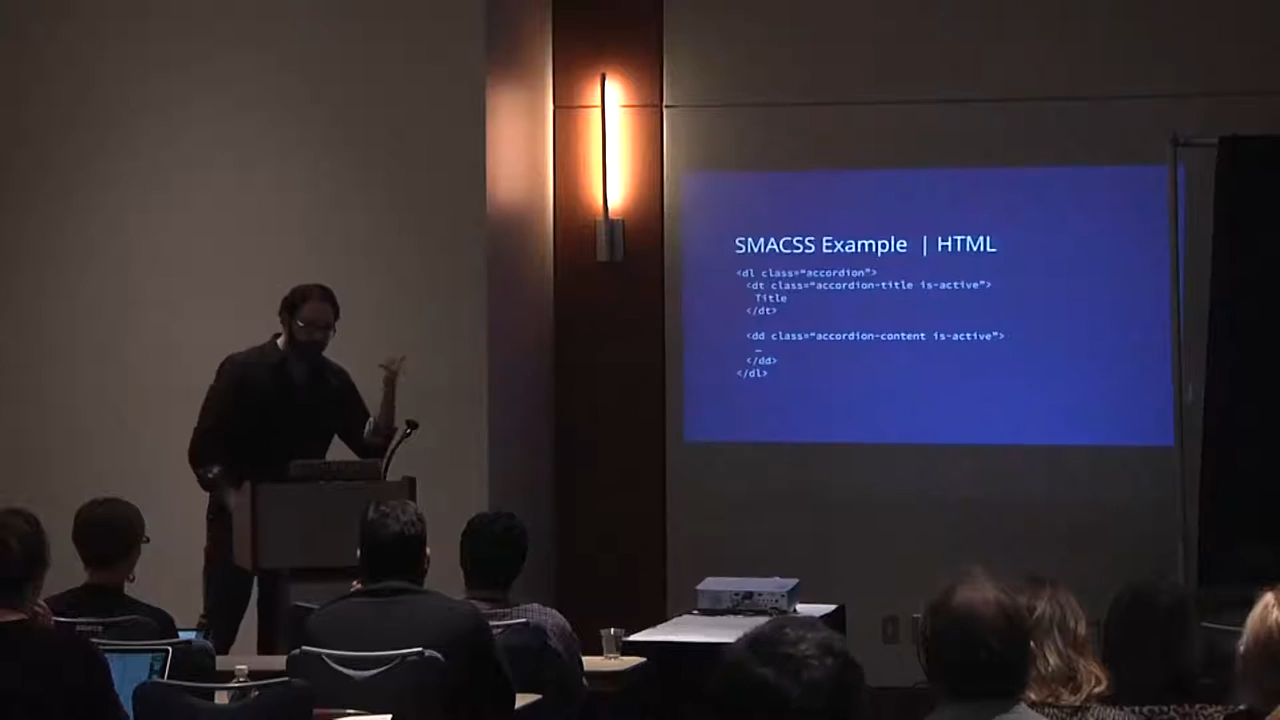 SMACSS Example | HTML
<dl class=“accordion”>
<dt class=“accordion-title is-active”>
Title
</dt>
<dd class=“accordion-content is-active”>
…
</dd>
</dl>